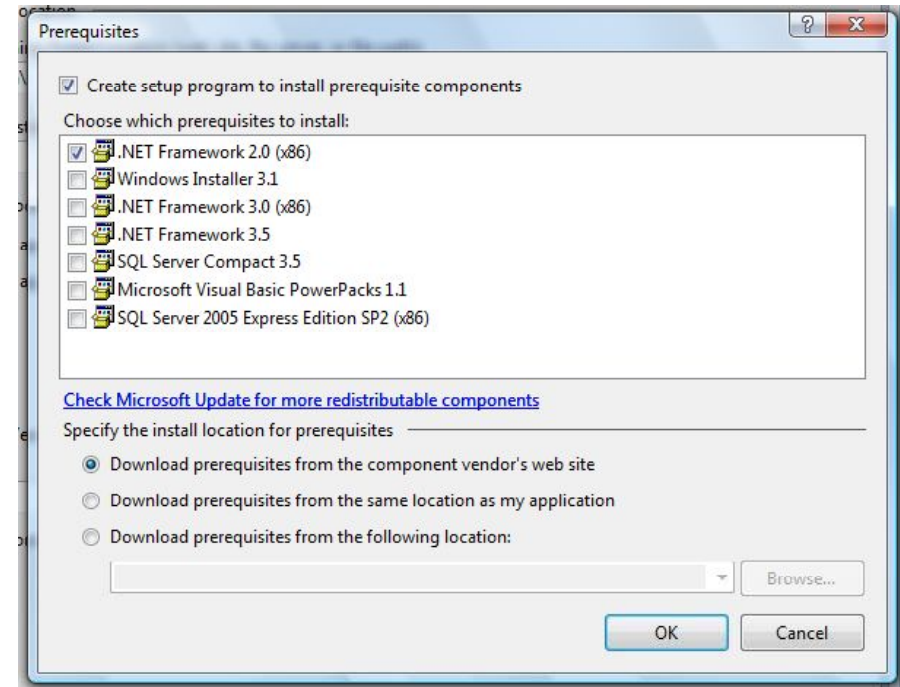 ocation
Prerequisites
Create setup program to install prerequisite components
Choose which prerequisites to install:
.NET Framework 2.0 (x86)
Windows Installer 3.1
.NET Framework 3.0 (x86)
.NET Framework 3.5
SQL Server Compact 3.5
Microsoft Visual Basic PowerPacks 1.1
SQL Server 2005 Express Edition SP2 (x86)
Check Microsoft Update for more redistributable components
Specify the install location for prerequisites
Download prerequisites from the component vendor's web site
Download prerequisites from the same location as my application
Download prerequisites from the following location:
Browse...
OK Cancel